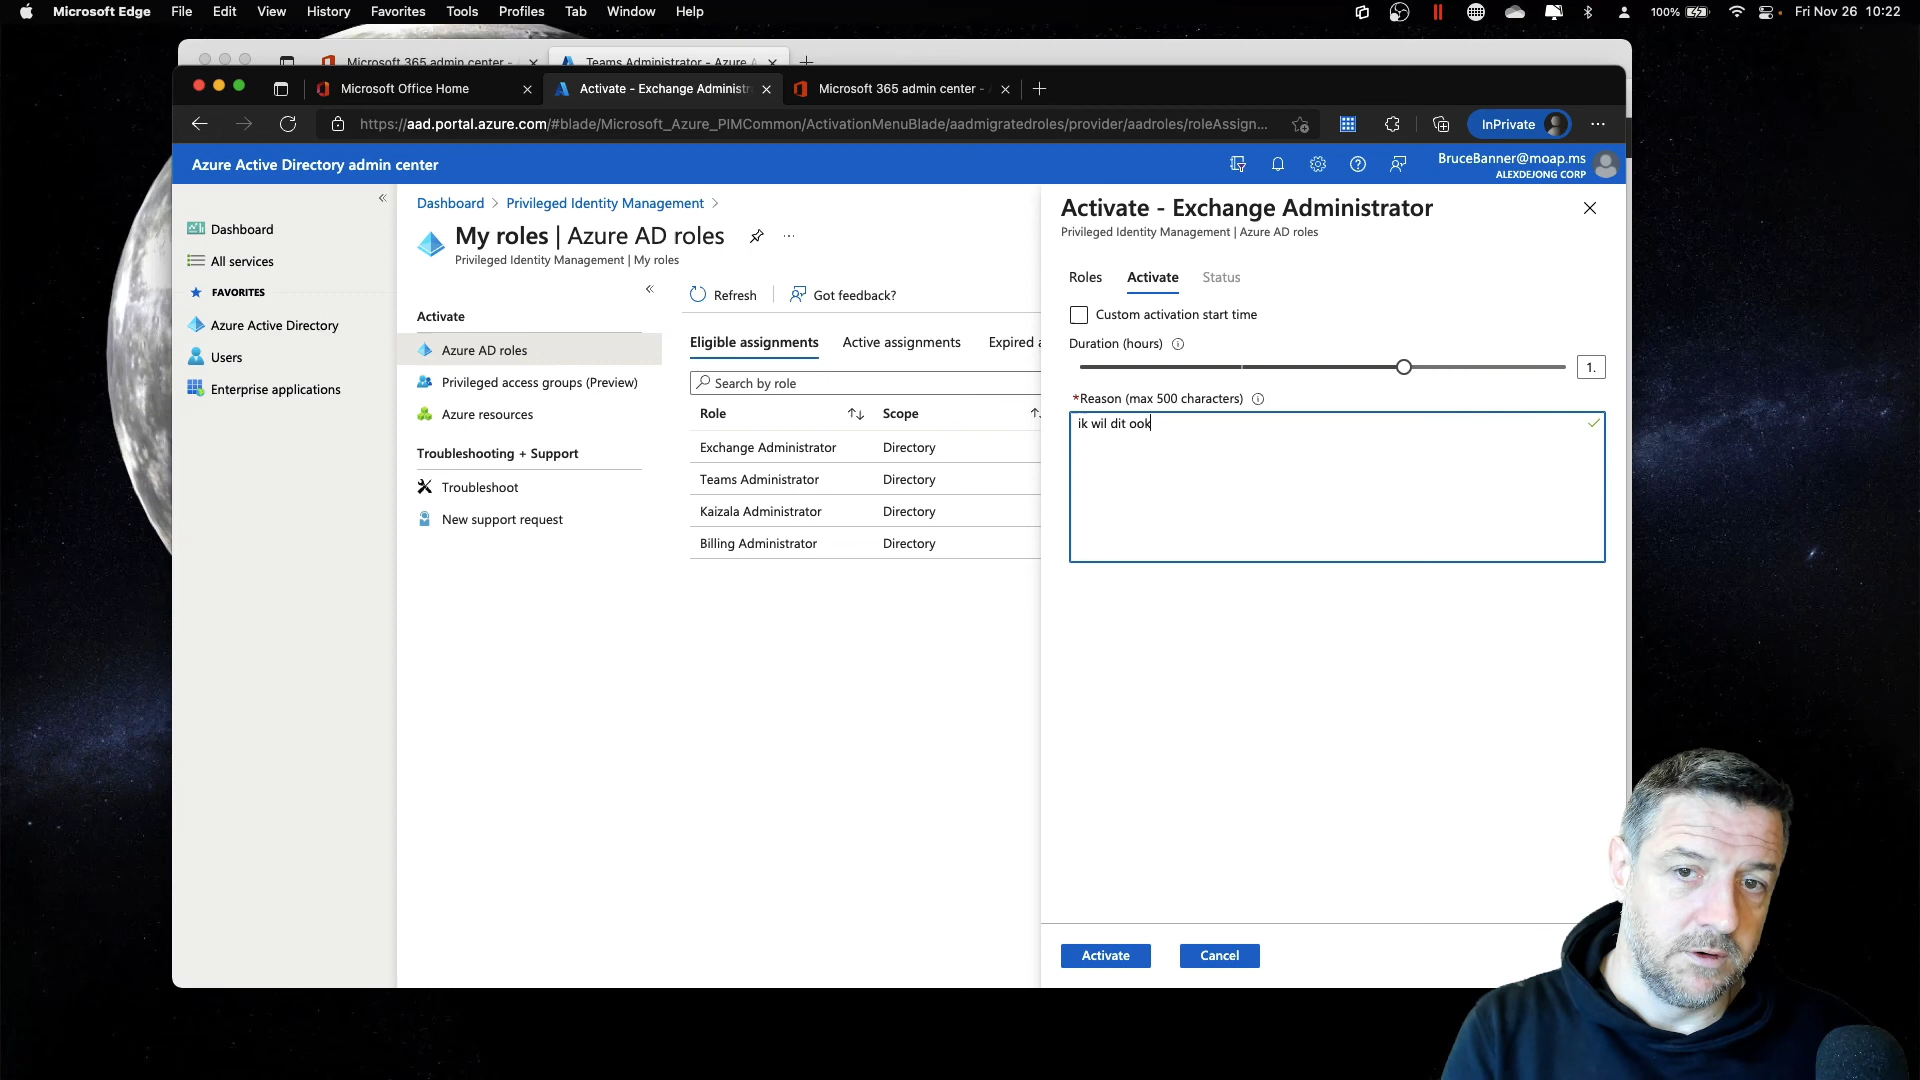 Microsoft Edge File Edit View History Favorites Tools Profiles Tab Window Help 100% Fri Nov 26 10:22
Microsoft 365 admin center - Teams Administrator - Azure A
Microsoft Office Home Activate - Exchange Administr Microsoft 365 admin center -
https://aad.portal.azure.com/#blade/Microsoft_Azure_PIMCommon/ActivationMenuBlade/aadmigratedroles/provider/aadroles/roleAssign... InPrivate
Azure Active Directory admin center
BruceBanner@moap.ms
ALEXDEJONG CORP
Dashboard
All services
FAVORITES
Azure Active Directory
Users
Enterprise applications
Dashboard > Privileged Identity Management >
My roles | Azure AD roles
Privileged Identity Management | My roles
Activate
Azure AD roles
Privileged access groups (Preview)
Azure resources
Troubleshooting + Support
Troubleshoot
New support request
Refresh Got feedback?
Eligible assignments Active assignments Expired a
Search by role
Role Scope
Exchange Administrator Directory
Teams Administrator Directory
Kaizala Administrator Directory
Billing Administrator Directory
Activate - Exchange Administrator
Privileged Identity Management | Azure AD roles
Roles Activate Status
Custom activation start time
Duration (hours)
1.
*Reason (max 500 characters)
ik wil dit ook
Activate Cancel